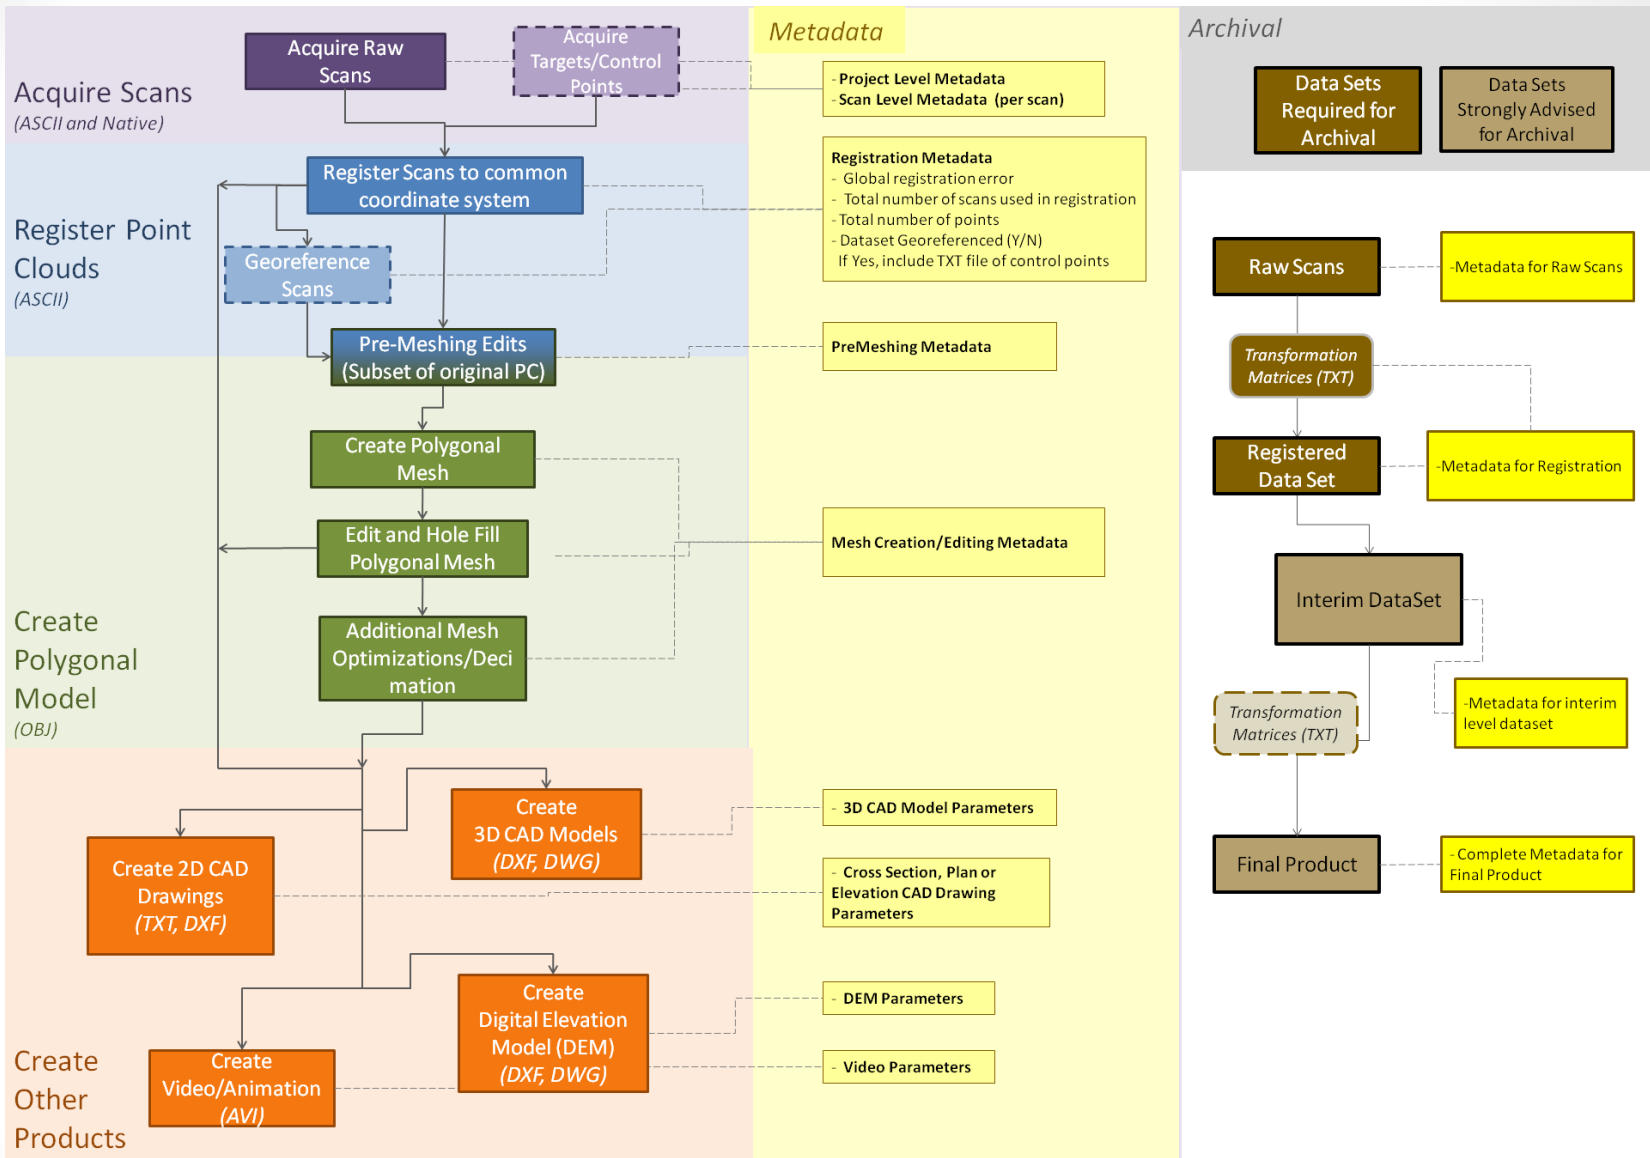 Acquire Scans
(ASCII and Native)
Acquire Raw
Scans
Acquire
Targets/Control
Points
Register Point
Clouds
(ASCII)
Register Scans to common
coordinate system
Georeference
Scans
Pre-Meshing Edits
(Subset of original PC)
Create
Polygonal
Model
(OBJ)
Create Polygonal
Mesh
Edit and Hole Fill
Polygonal Mesh
Additional Mesh
Optimizations/Deci
mation
Create
Other
Products
Create
3D CAD Models
(DXF, DWG)
Create 2D CAD
Drawings
(TXT, DXF)
Create
Digital Elevation
Model (DEM)
(DXF, DWG)
Create
Video/Animation
(AVI)
Metadata
- Project Level Metadata
- Scan Level Metadata (per scan)
Registration Metadata
- Global registration error
- Total number of scans used in registration
- Total number of points
- Dataset Georeferenced (Y/N)
If Yes, include TXT file of control points
PreMeshing Metadata
Mesh Creation/Editing Metadata
- 3D CAD Model Parameters
- Cross Section, Plan or
Elevation CAD Drawing
Parameters
- DEM Parameters
- Video Parameters
Archival
Data Sets
Required for
Archival
Data Sets
Strongly Advised
for Archival
Raw Scans
-Metadata for Raw Scans
Transformation
Matrices (TXT)
Registered
Data Set
-Metadata for Registration
Interim DataSet
-Metadata for interim
level dataset
Transformation
Matrices (TXT)
Final Product
- Complete Metadata for
Final Product